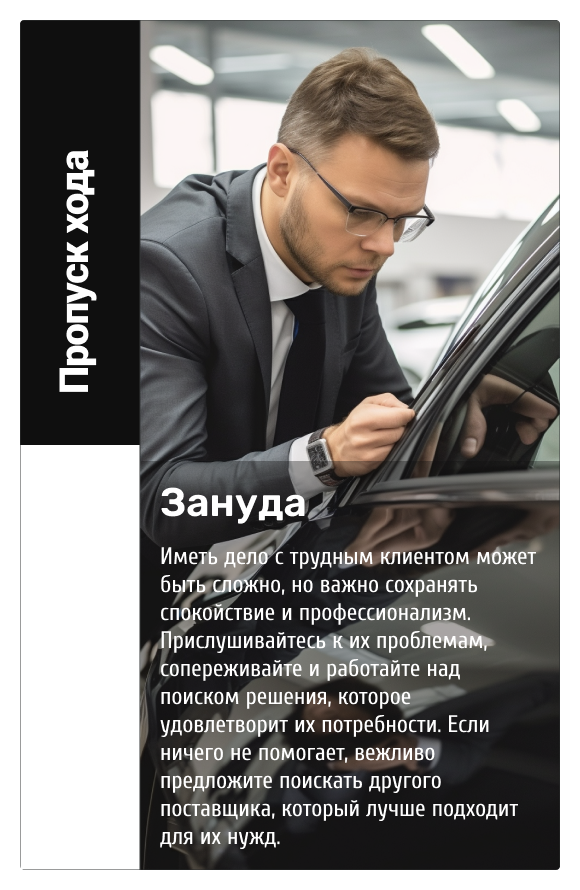 Пропуск хода
Зануда
Иметь дело с трудным клиентом может
быть сложно, но важно сохранять
спокойствие и профессионализм.
Прислушивайтесь к их проблемам,
сопереживайте и работайте над
поиском решения, которое
удовлетворит их потребности. Если
ничего не помогает, вежливо
предложите поискать другого
поставщика, который лучше подходит
для их нужд.